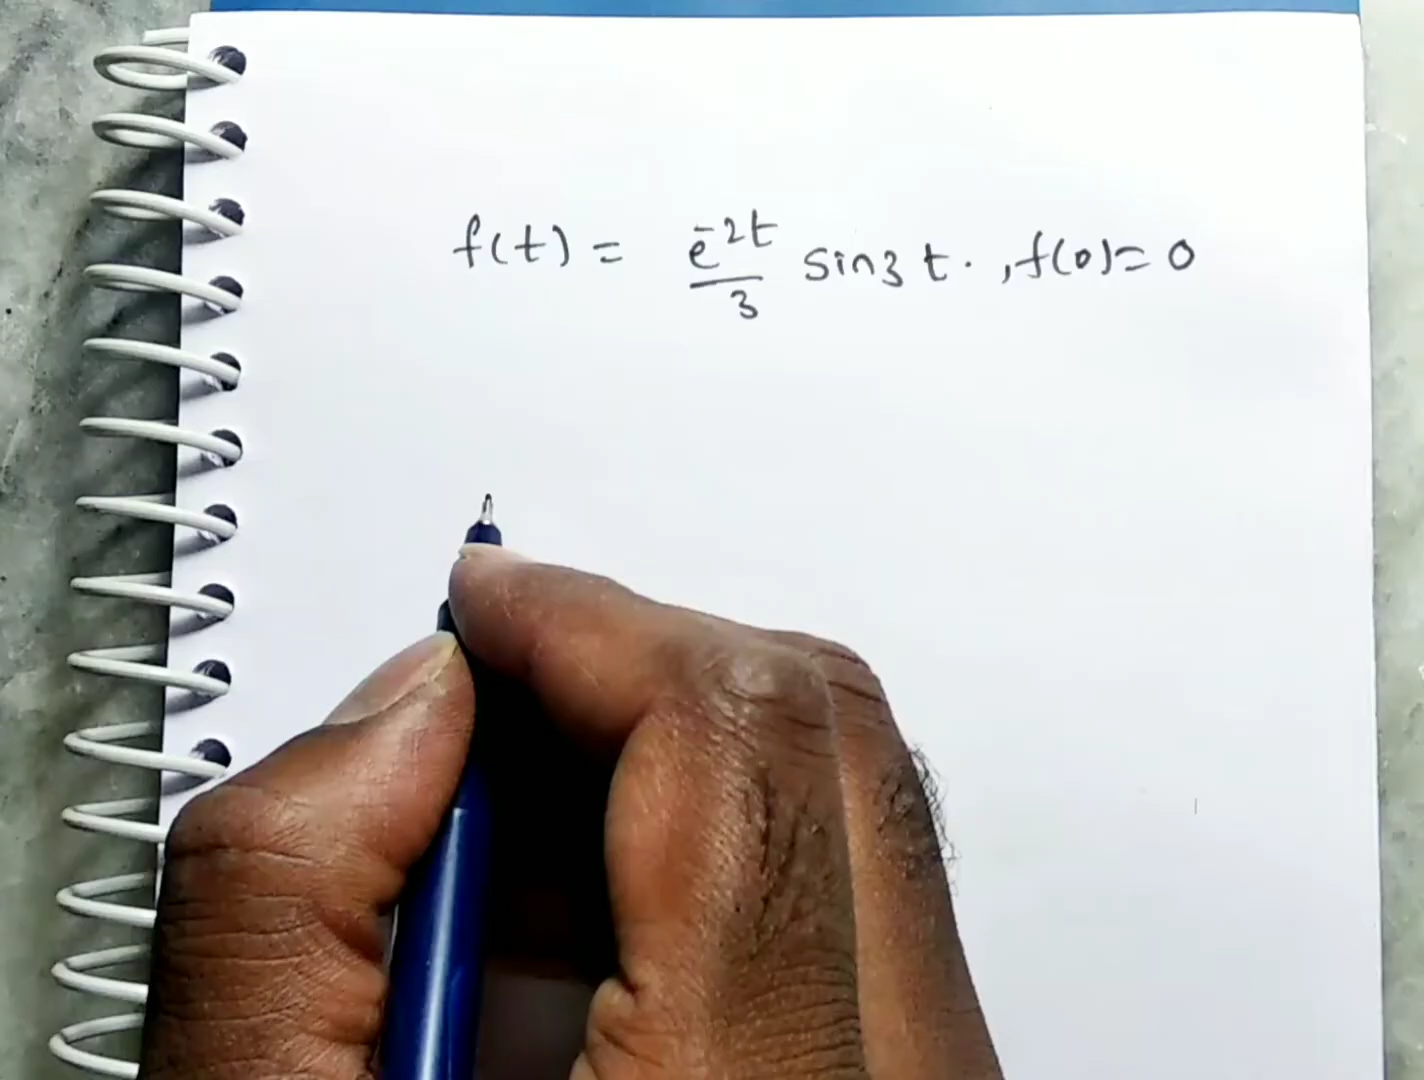 f(t) = e^{-2t}/3 sin3t. , f(0) = 0